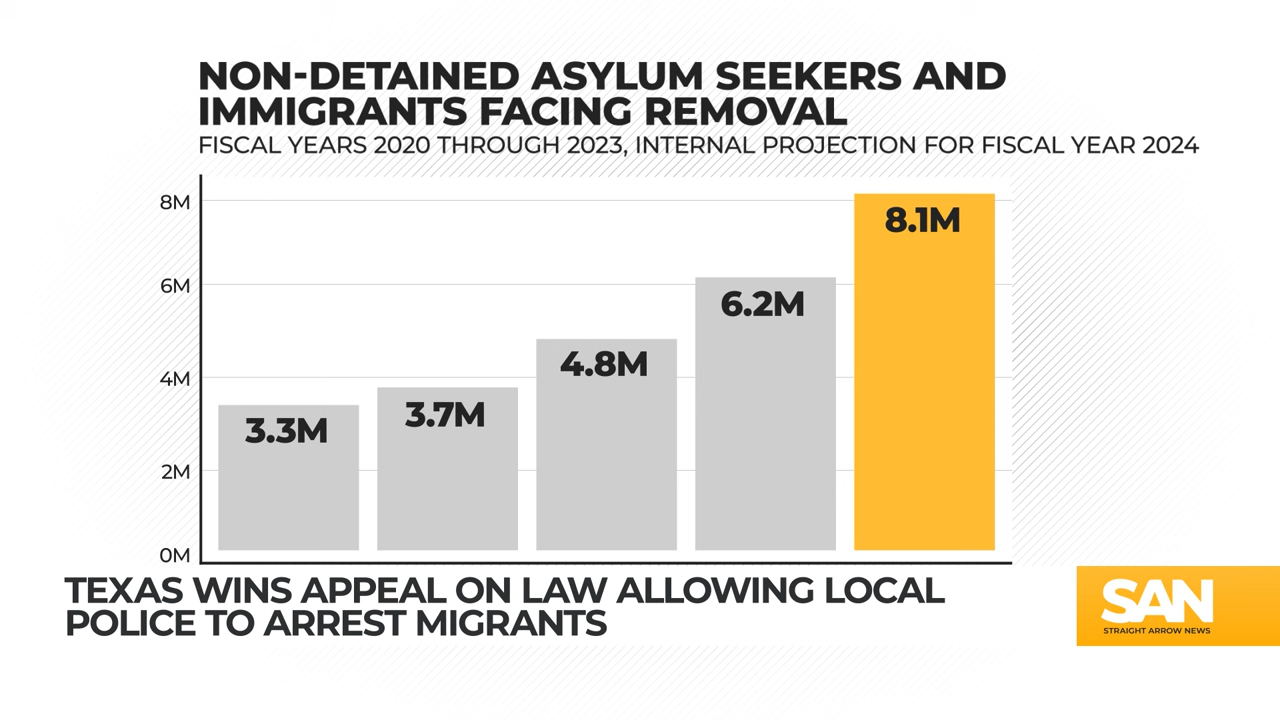 NON-DETAINED ASYLUM SEEKERS AND
IMMIGRANTS FACING REMOVAL
FISCAL YEARS 2020 THROUGH 2023, INTERNAL PROJECTION FOR FISCAL YEAR 2024
8M
6M
4M
2M
0M
3.3M
3.7M
4.8M
6.2M
8.1M
TEXAS WINS APPEAL ON LAW ALLOWING LOCAL
POLICE TO ARREST MIGRANTS
SAN
STRAIGHT ARROW NEWS